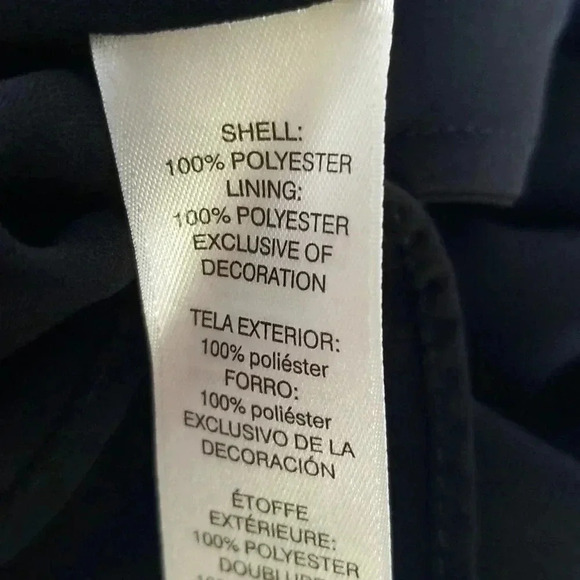 SHELL:
100% POLYESTER
LINING:
100% POLYESTER
EXCLUSIVE OF
DECORATION
TELA EXTERIOR:
100% poliéster
FORRO:
100% poliéster
EXCLUSIVO DE LA
DECORACIÓN
ÉTOFFE
EXTÉRIEURE:
100% POLYESTER